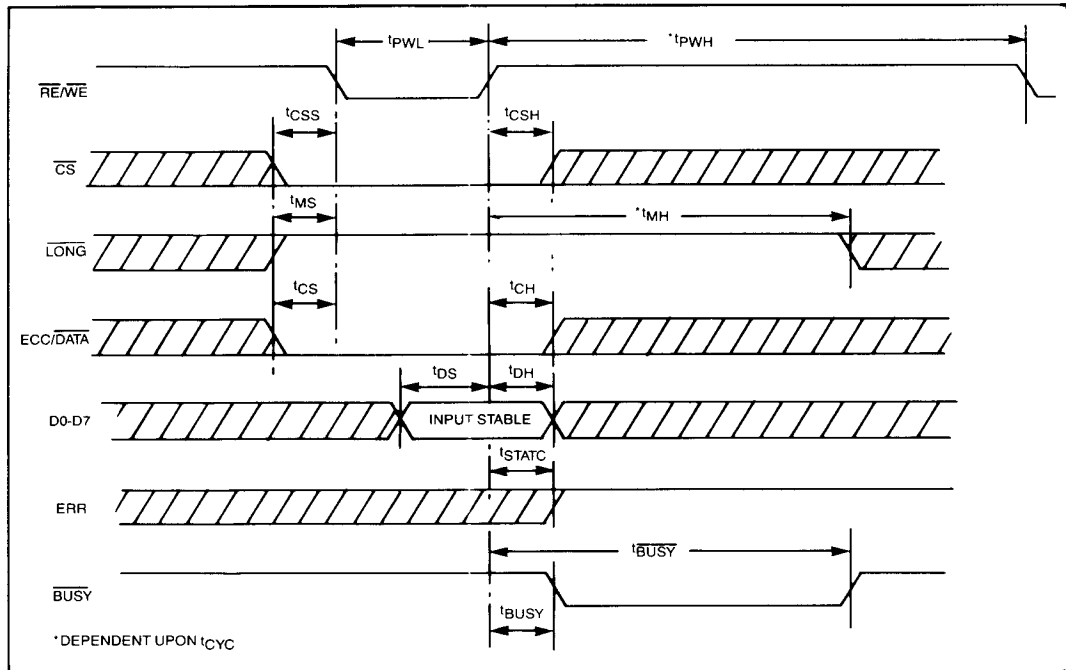 tPWL
*tPWH
RE/WE
tCSS
tCSH
CS
tMS
*tMH
LONG
tCS
tCH
ECC/DATA
tDS
tDH
D0-D7
INPUT STABLE
tSTATC
ERR
tBUSY
BUSY
tBUSY
*DEPENDENT UPON tCYC